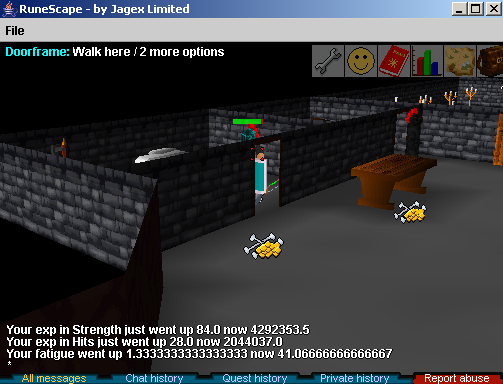 RuneScape - by Jagex Limited
File
Doorframe: Walk here / 2 more options
Your exp in Strength just went up 84.0 now 4292353.5
Your exp in Hits just went up 28.0 now 2044037.0
Your fatigue went up 1.3333333333333333 now 41.06666666666667
*
All messages Chat history Quest history Private history Report abuse